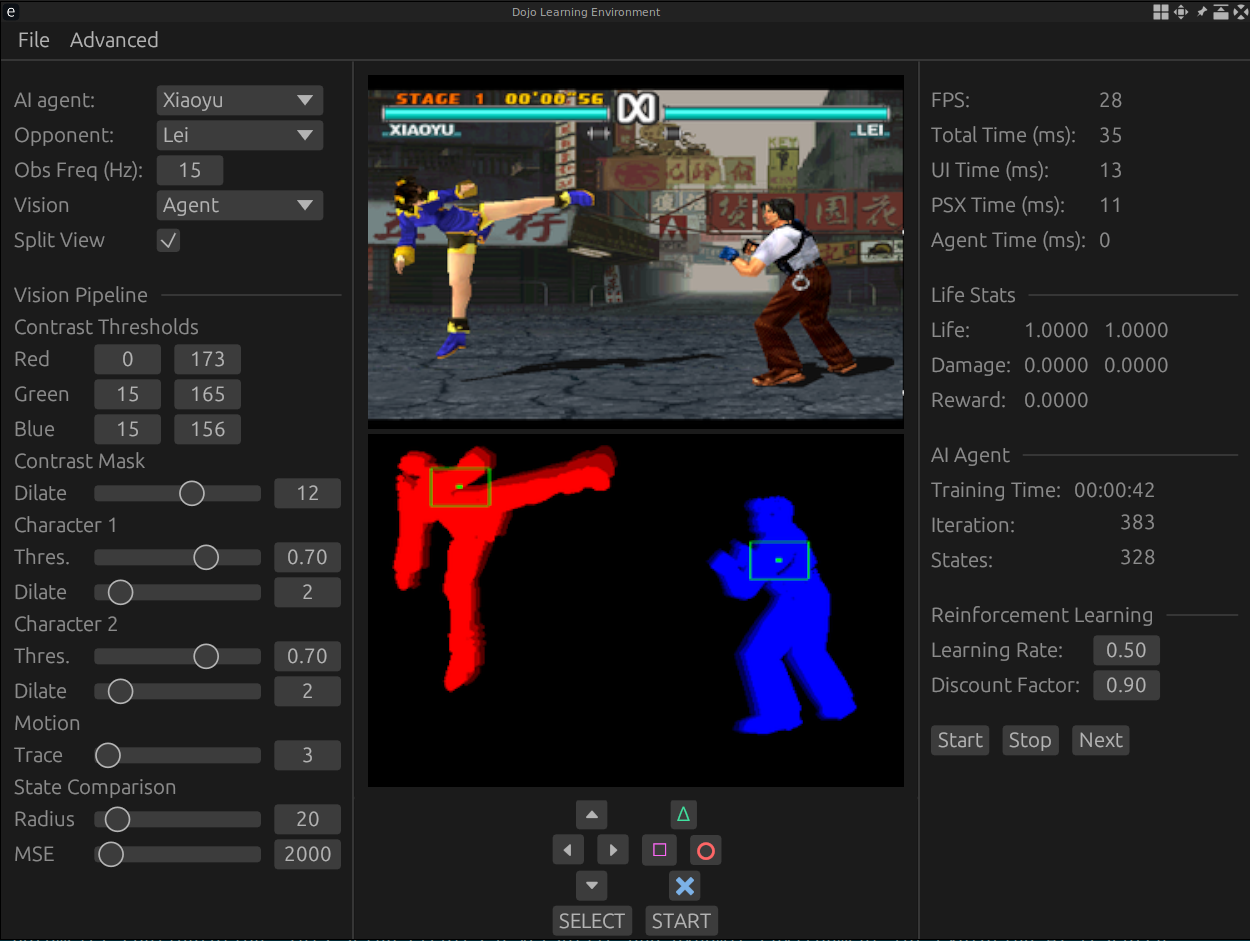 e
Dojo Learning Environment
File Advanced
AI agent: Xiaoyu
Opponent: Lei
Obs Freq (Hz): 15
Vision Agent
Split View
Vision Pipeline
Contrast Thresholds
Red 0 173
Green 15 165
Blue 15 156
Contrast Mask
Dilate 12
Character 1
Thres. 0.70
Dilate 2
Character 2
Thres. 0.70
Dilate 2
Motion
Trace 3
State Comparison
Radius 20
MSE 2000
STAGE 1 00'00"56
XIAOYU LEI
KEY
行
偵 国 花
SELECT START
FPS: 28
Total Time (ms): 35
UI Time (ms): 13
PSX Time (ms): 11
Agent Time (ms): 0
Life Stats
Life: 1.0000 1.0000
Damage: 0.0000 0.0000
Reward: 0.0000
AI Agent
Training Time: 00:00:42
Iteration: 383
States: 328
Reinforcement Learning
Learning Rate: 0.50
Discount Factor: 0.90
Start Stop Next